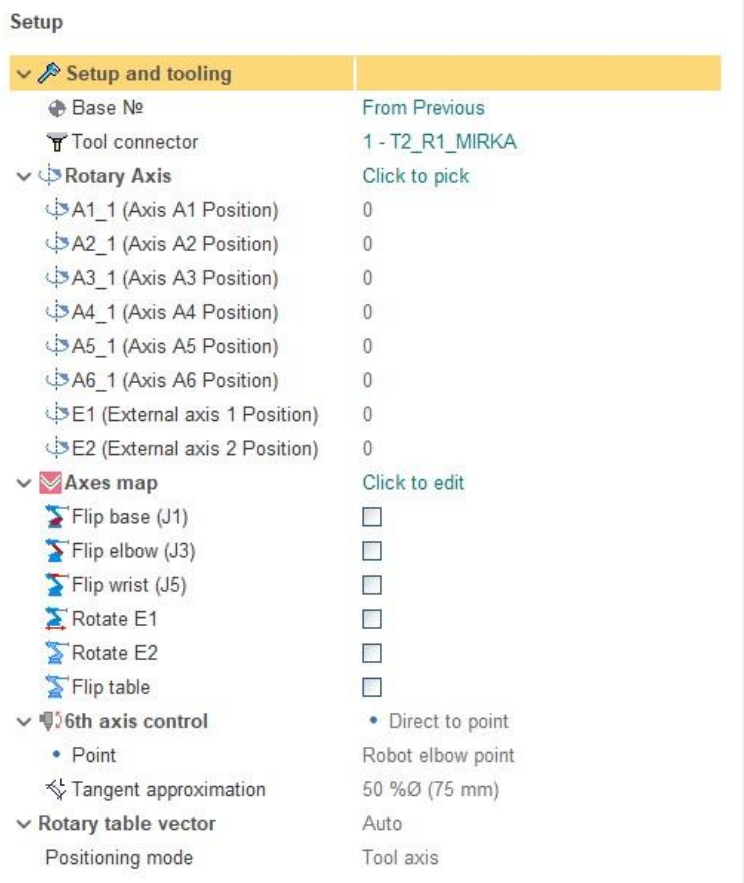 Setup
Setup and tooling
Base № From Previous
Tool connector 1 - T2_R1_MIRKA
Rotary Axis Click to pick
A1_1 (Axis A1 Position) 0
A2_1 (Axis A2 Position) 0
A3_1 (Axis A3 Position) 0
A4_1 (Axis A4 Position) 0
A5_1 (Axis A5 Position) 0
A6_1 (Axis A6 Position) 0
E1 (External axis 1 Position) 0
E2 (External axis 2 Position) 0
Axes map Click to edit
Flip base (J1)
Flip elbow (J3)
Flip wrist (J5)
Rotate E1
Rotate E2
Flip table
6th axis control • Direct to point
• Point Robot elbow point
Tangent approximation 50 %Ø (75 mm)
Rotary table vector Auto
Positioning mode Tool axis